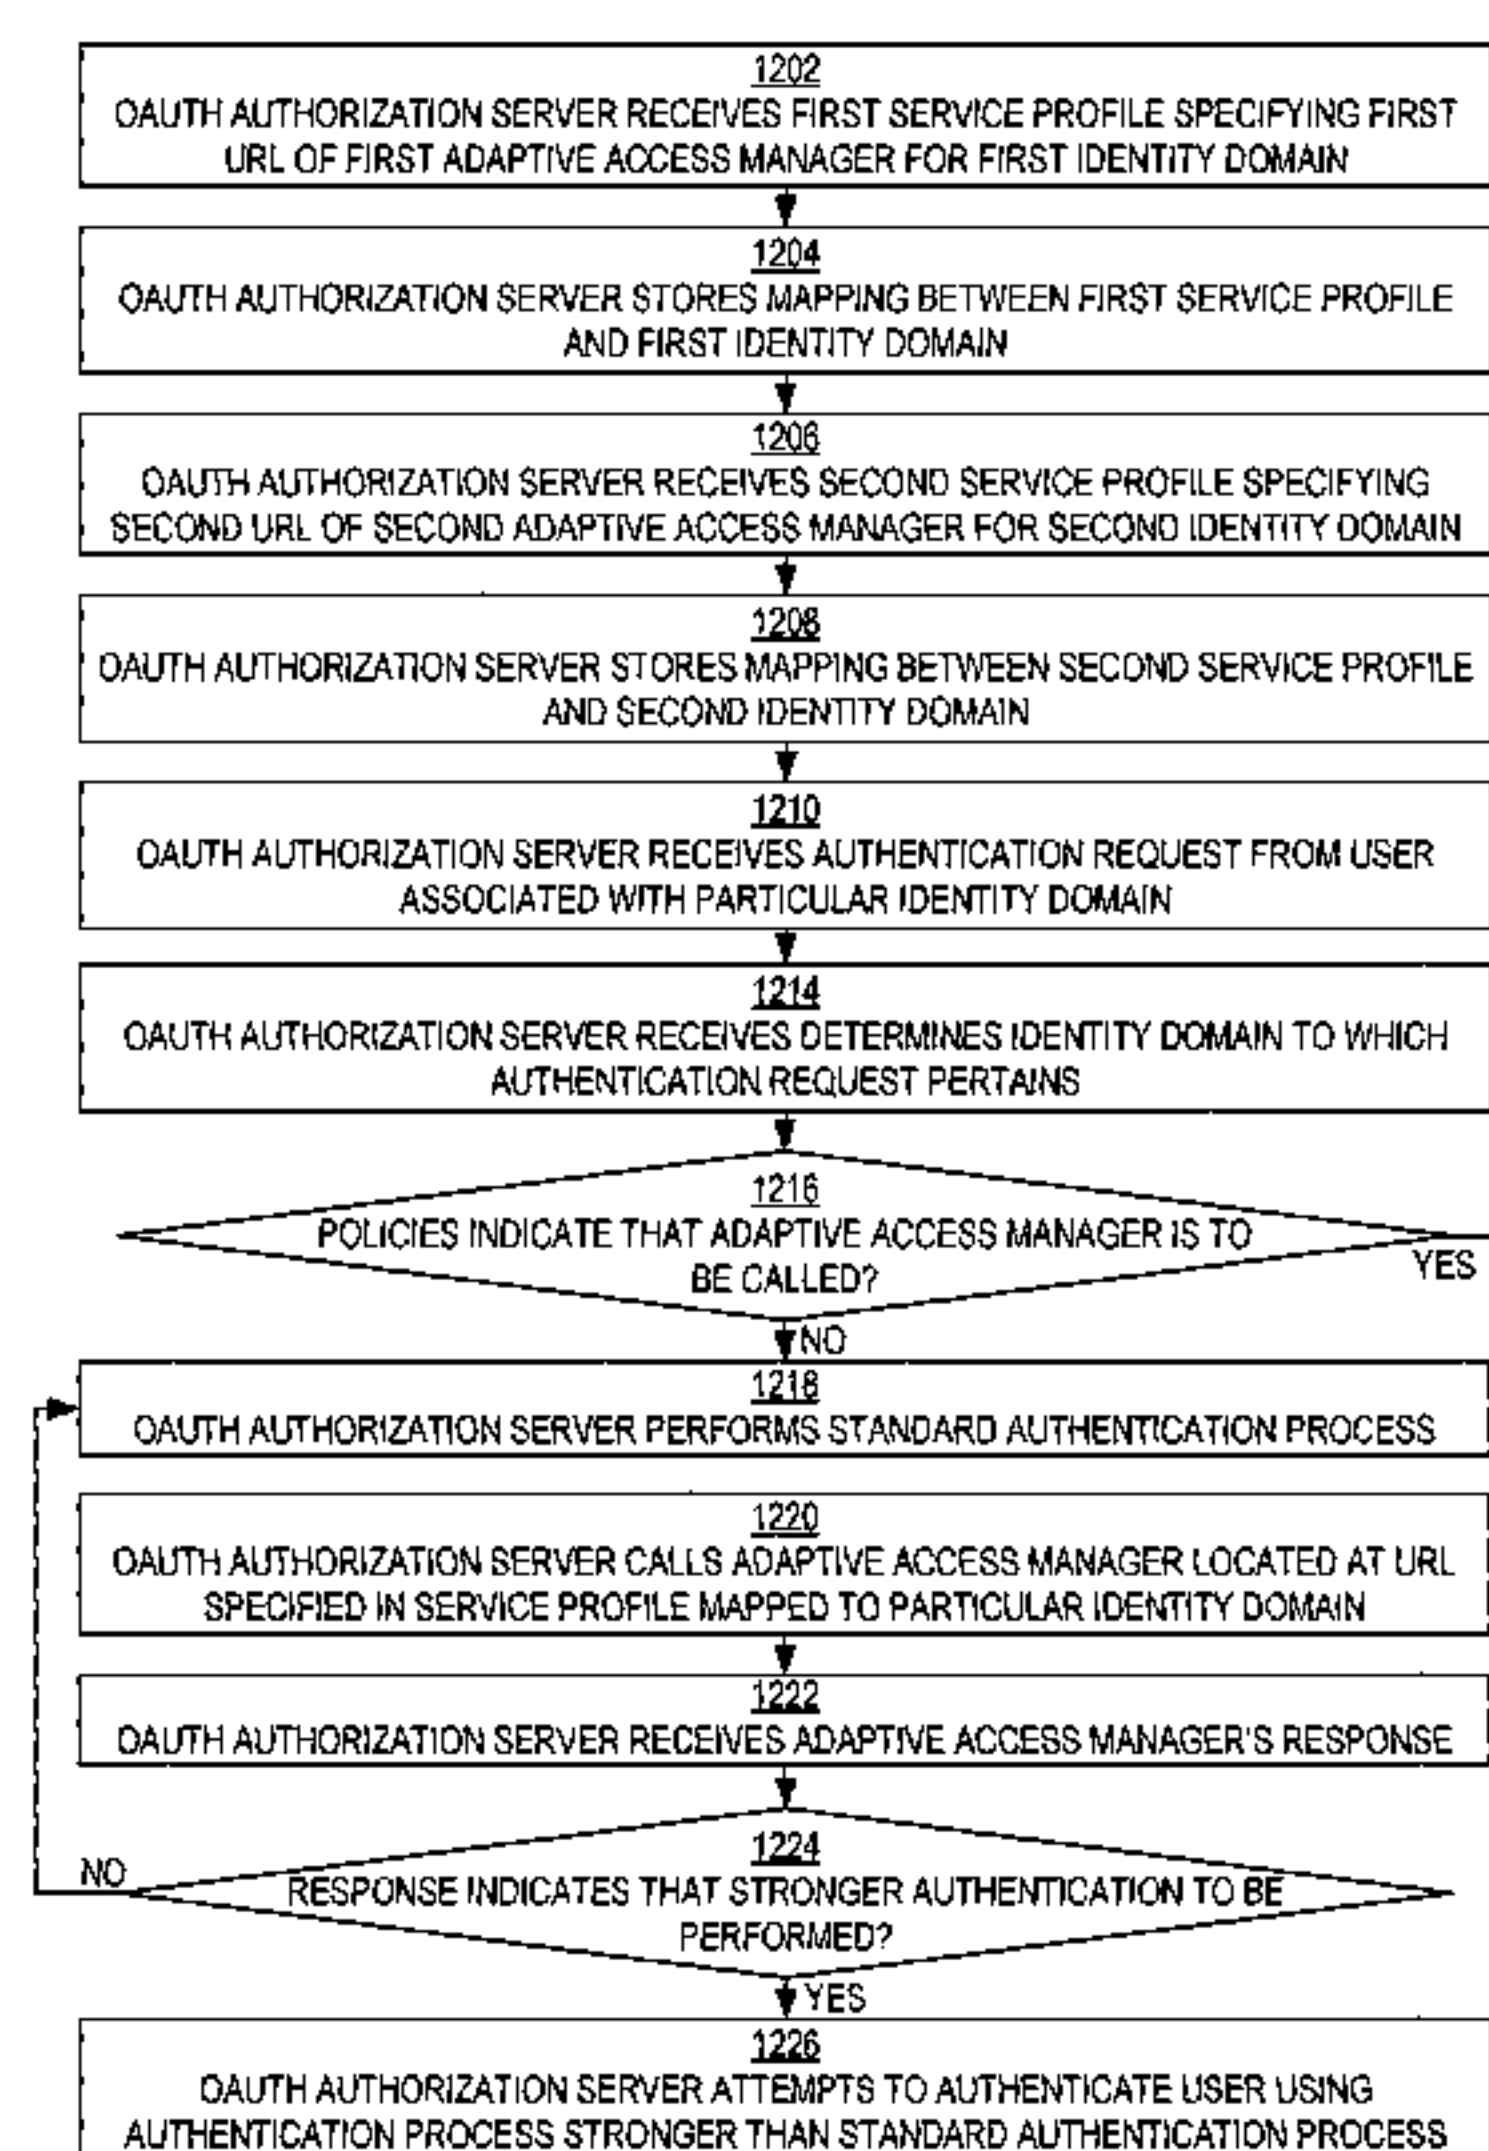 1202
OAUTH AUTHORIZATION SERVER RECEIVES FIRST SERVICE PROFILE SPECIFYING FIRST
URL OF FIRST ADAPTIVE ACCESS MANAGER FOR FIRST IDENTITY DOMAIN
1204
OAUTH AUTHORIZATION SERVER STORES MAPPING BETWEEN FIRST SERVICE PROFILE
AND FIRST IDENTITY DOMAIN
1206
OAUTH AUTHORIZATION SERVER RECEIVES SECOND SERVICE PROFILE SPECIFYING
SECOND URL OF SECOND ADAPTIVE ACCESS MANAGER FOR SECOND IDENTITY DOMAIN
1208
OAUTH AUTHORIZATION SERVER STORES MAPPING BETWEEN SECOND SERVICE PROFILE
AND SECOND IDENTITY DOMAIN
1210
OAUTH AUTHORIZATION SERVER RECEIVES AUTHENTICATION REQUEST FROM USER
ASSOCIATED WITH PARTICULAR IDENTITY DOMAIN
1214
OAUTH AUTHORIZATION SERVER RECEIVES DETERMINES IDENTITY DOMAIN TO WHICH
AUTHENTICATION REQUEST PERTAINS
1216
POLICIES INDICATE THAT ADAPTIVE ACCESS MANAGER IS TO
BE CALLED?
YES
NO
1218
OAUTH AUTHORIZATION SERVER PERFORMS STANDARD AUTHENTICATION PROCESS
1220
OAUTH AUTHORIZATION SERVER CALLS ADAPTIVE ACCESS MANAGER LOCATED AT URL
SPECIFIED IN SERVICE PROFILE MAPPED TO PARTICULAR IDENTITY DOMAIN
1222
OAUTH AUTHORIZATION SERVER RECEIVES ADAPTIVE ACCESS MANAGER'S RESPONSE
1224
NO
RESPONSE INDICATES THAT STRONGER AUTHENTICATION TO BE
PERFORMED?
YES
1226
OAUTH AUTHORIZATION SERVER ATTEMPTS TO AUTHENTICATE USER USING
AUTHENTICATION PROCESS STRONGER THAN STANDARD AUTHENTICATION PROCESS